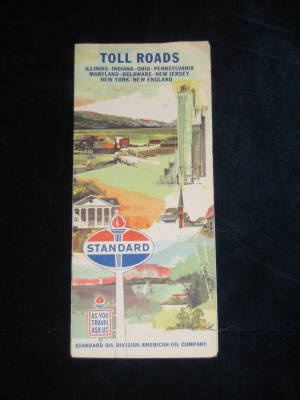 TOLL ROADS
ILLINOIS-INDIANA-OHIO-PENNSYLVANIA
MARYLAND-DELAWARE-NEW JERSEY
NEW YORK-NEW ENGLAND
STANDARD
AS YOU
TRAVEL
ASK US
STANDARD OIL DIVISION AMERICAN OIL COMPANY